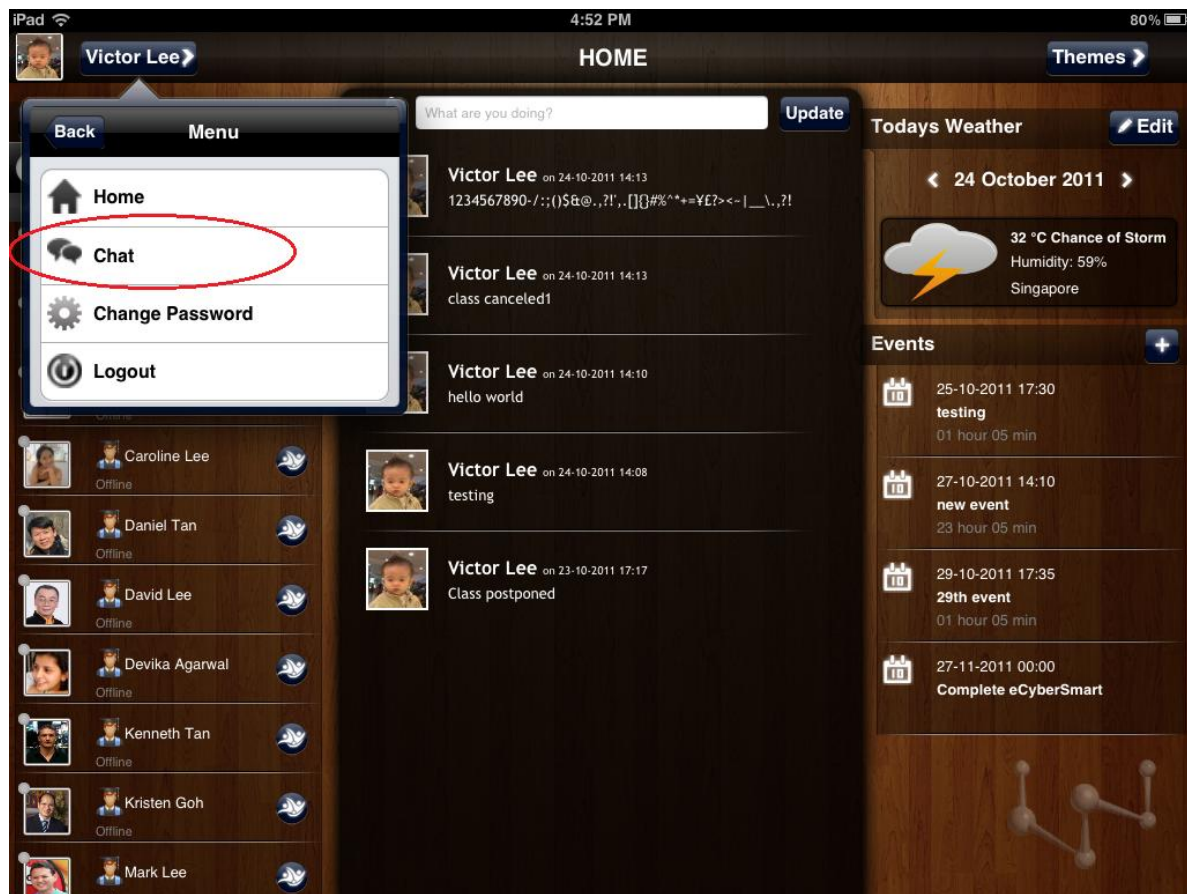 iPad 4:52 PM 80%
Victor Lee HOME Themes
Back Menu
Home
Chat
Change Password
Logout
Offline
Caroline Lee
Offline
Daniel Tan
Offline
David Lee
Offline
Devika Agarwal
Offline
Kenneth Tan
Offline
Kristen Goh
Offline
Mark Lee
What are you doing? Update
Victor Lee on 24-10-2011 14:13
1234567890-/:;()$&@.,?!',.[]{}#%^*+=¥£?><~|__\.,?!
Victor Lee on 24-10-2011 14:13
class canceled1
Victor Lee on 24-10-2011 14:10
hello world
Victor Lee on 24-10-2011 14:08
testing
Victor Lee on 23-10-2011 17:17
Class postponed
Todays Weather Edit
24 October 2011
32 °C Chance of Storm
Humidity: 59%
Singapore
Events +
10
25-10-2011 17:30
testing
01 hour 05 min
10
27-10-2011 14:10
new event
23 hour 05 min
10
29-10-2011 17:35
29th event
01 hour 05 min
10
27-11-2011 00:00
Complete eCyberSmart